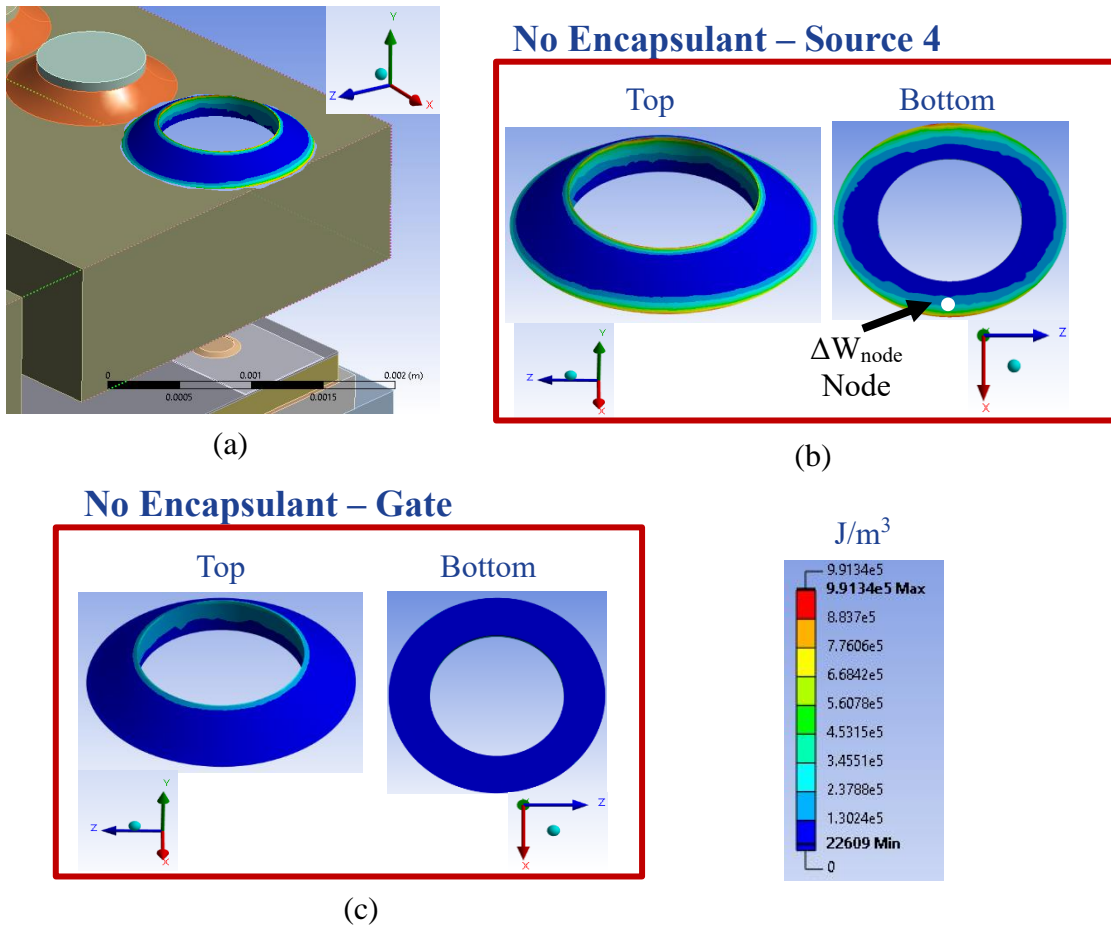 Y
Z
X
0
0.001
0.002 (m)
0.0005
0.0015
(a)
No Encapsulant – Source 4
Top
Bottom
ΔWnode
Node
Y
Z
X
Y
Z
X
(b)
No Encapsulant – Gate
Top
Bottom
Y
Z
X
Y
Z
X
(c)
J/m³
9.9134e5
9.9134e5 Max
8.837e5
7.7606e5
6.6842e5
5.6078e5
4.5315e5
3.4551e5
2.3788e5
1.3024e5
22609 Min
0